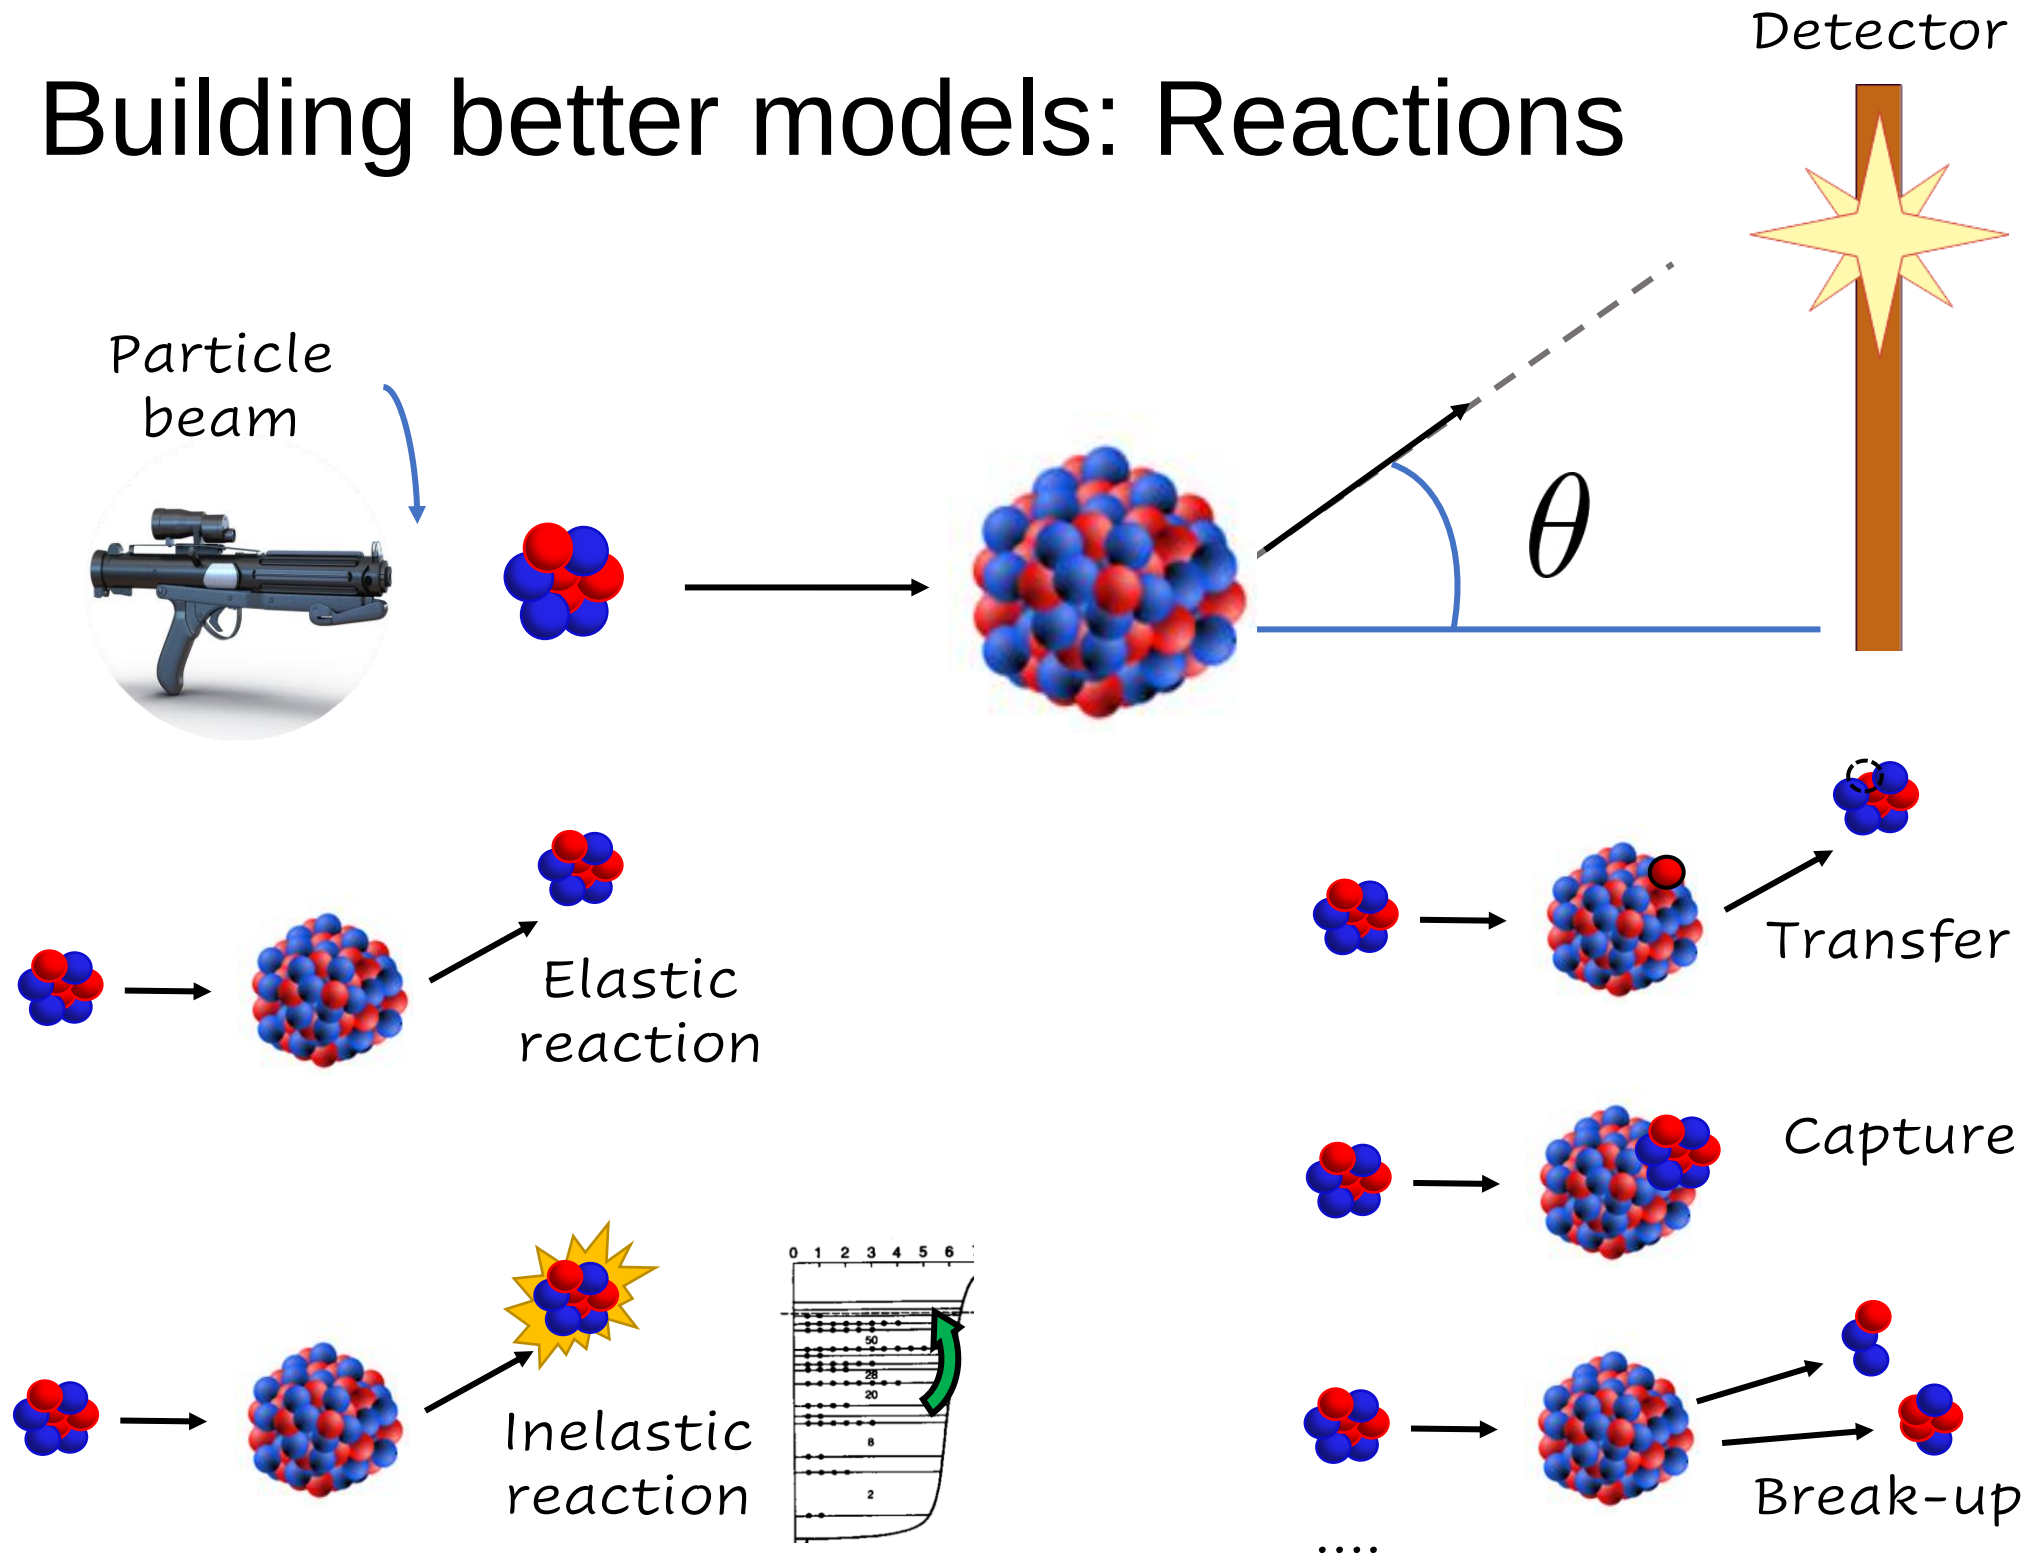 Detector
Building better models: Reactions
Particle
beam
θ
Elastic
reaction
Transfer
Capture
Inelastic
reaction
0 1 2 3 4 5 6
50
28
20
8
2
Break-up
....